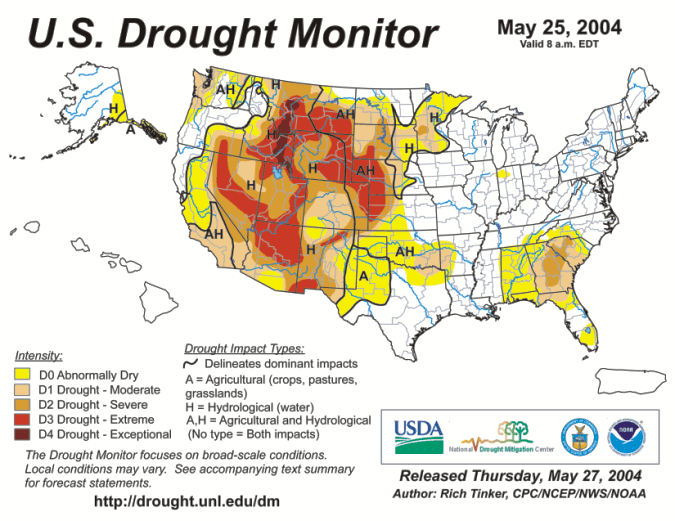 U.S. Drought Monitor
May 25, 2004
Valid 8 a.m. EDT
H
A
AH
H
AH
H
H
H
H
AH
H
AH
H
AH
A
Intensity:
D0 Abnormally Dry
D1 Drought - Moderate
D2 Drought - Severe
D3 Drought - Extreme
D4 Drought - Exceptional
Drought Impact Types:
Delineates dominant impacts
A = Agricultural (crops, pastures,
grasslands)
H = Hydrological (water)
A,H = Agricultural and Hydrological
(No type = Both impacts)
The Drought Monitor focuses on broad-scale conditions.
Local conditions may vary. See accompanying text summary
for forecast statements.
http://drought.unl.edu/dm
USDA
National Drought Mitigation Center
NOAA
Released Thursday, May 27, 2004
Author: Rich Tinker, CPC/NCEP/NWS/NOAA